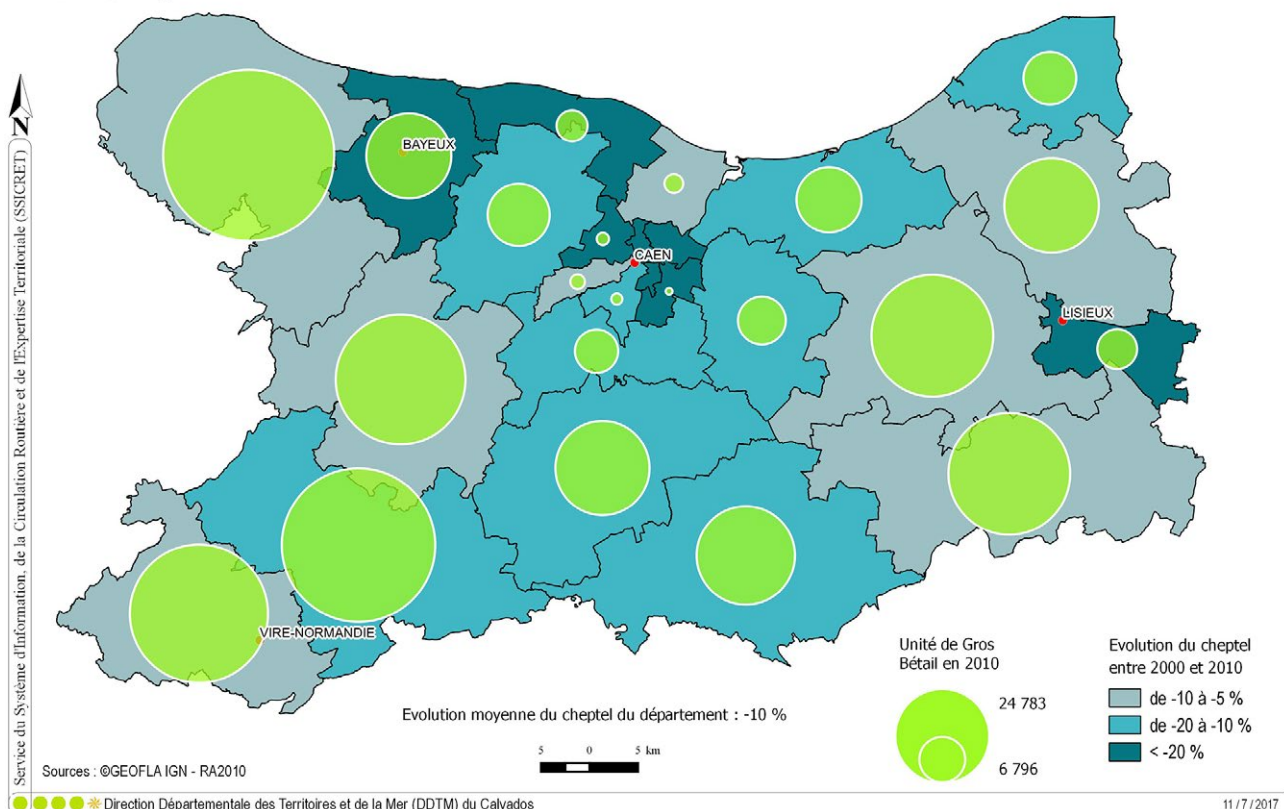 N
Service du Système d'Information, de la Circulation Routière et de l'Expertise Territoriale (SSICRET)
BAYEUX
CAEN
LISIEUX
VIRE-NORMANDIE
Evolution moyenne du cheptel du département : -10 %
5 0 5 km
Unité de Gros
Bétail en 2010
24 783
6 796
Evolution du cheptel
entre 2000 et 2010
de -10 à -5 %
de -20 à -10 %
< -20 %
Sources : ©GEOFLA IGN - RA2010
Direction Départementale des Territoires et de la Mer (DDTM) du Calvados
11/7/2017